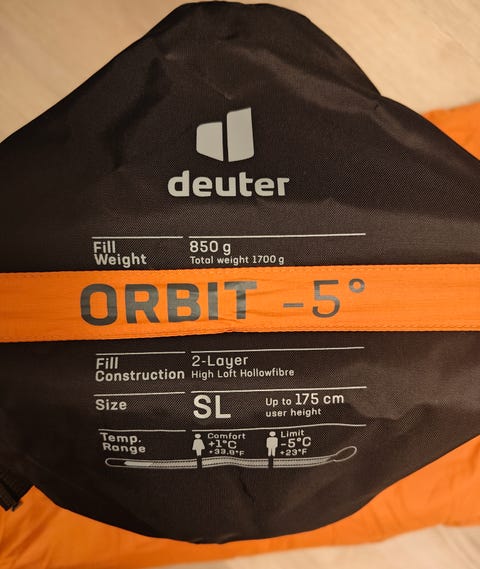 deuter
Fill Weight 850 g
Total weight 1700 g
ORBIT -5°
Fill Construction 2-Layer
High Loft Hollowfibre
Size SL Up to 175 cm
user height
Temp. Range
Comfort
+1°C
+33.8°F
Limit
-5°C
+23°F